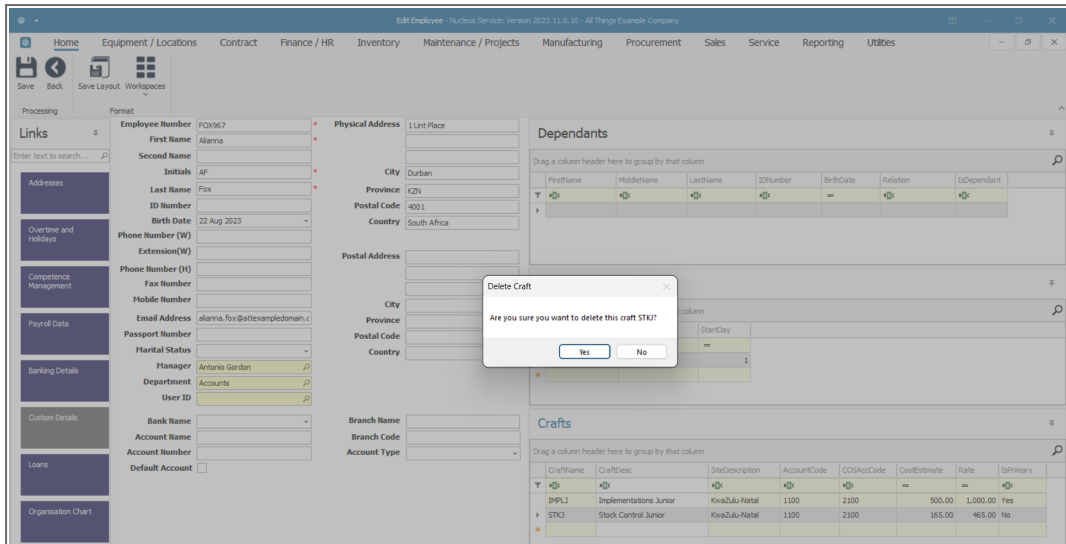 Edit Employee - Nucleus Service: Version 2023.11.0.10 - All Things Example Company
Home Equipment / Locations Contract Finance / HR Inventory Maintenance / Projects Manufacturing Procurement Sales Service Reporting Utilities
Save Back Save Layout Workspaces
Processing Format
Links
Enter text to search...
Addresses
Overtime and Holidays
Competence Management
Payroll Data
Banking Details
Custom Details
Loans
Organisation Chart
Employee Number FOX967 *
First Name Alianna *
Second Name
Initials AF *
Last Name Fox *
ID Number
Birth Date 22 Aug 2023
Phone Number (W)
Extension(W)
Phone Number (H)
Fax Number
Mobile Number
Email Address alianna.fox@attexampledomain.c
Passport Number
Marital Status
Manager Antonio Gordon
Department Accounts
User ID
Bank Name
Account Name
Account Number
Default Account
Physical Address 1 Lint Place
City Durban
Province KZN
Postal Code 4001
Country South Africa
Postal Address
City
Province
Postal Code
Country
Branch Name
Branch Code
Account Type
Dependants
Drag a column header here to group by that column
FirstName MiddleName LastName IDNumber BirthDate Relation IsDependant
=
Delete Craft
Are you sure you want to delete this craft STKJ?
Yes No
column
StartDay
=
1
Crafts
Drag a column header here to group by that column
CraftName CraftDesc SiteDescription AccountCode COSAccCode CostEstimate Rate IsPrimary
= =
IMPLJ Implementations Junior KwaZulu-Natal 1100 2100 500.00 1,000.00 Yes
STKJ Stock Control Junior KwaZulu-Natal 1100 2100 165.00 465.00 No